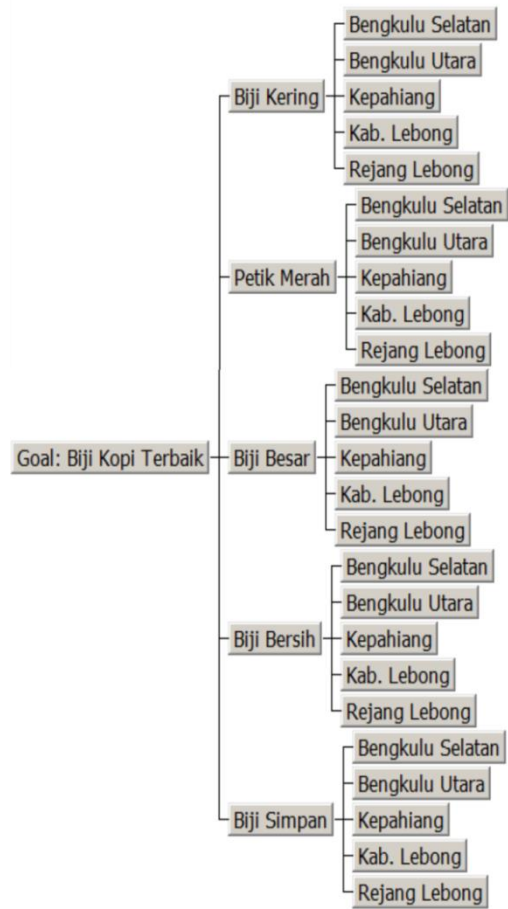 Goal: Biji Kopi Terbaik
Biji Kering
Bengkulu Selatan
Bengkulu Utara
Kepahiang
Kab. Lebong
Rejang Lebong
Petik Merah
Bengkulu Selatan
Bengkulu Utara
Kepahiang
Kab. Lebong
Rejang Lebong
Biji Besar
Bengkulu Selatan
Bengkulu Utara
Kepahiang
Kab. Lebong
Rejang Lebong
Biji Bersih
Bengkulu Selatan
Bengkulu Utara
Kepahiang
Kab. Lebong
Rejang Lebong
Biji Simpan
Bengkulu Selatan
Bengkulu Utara
Kepahiang
Kab. Lebong
Rejang Lebong